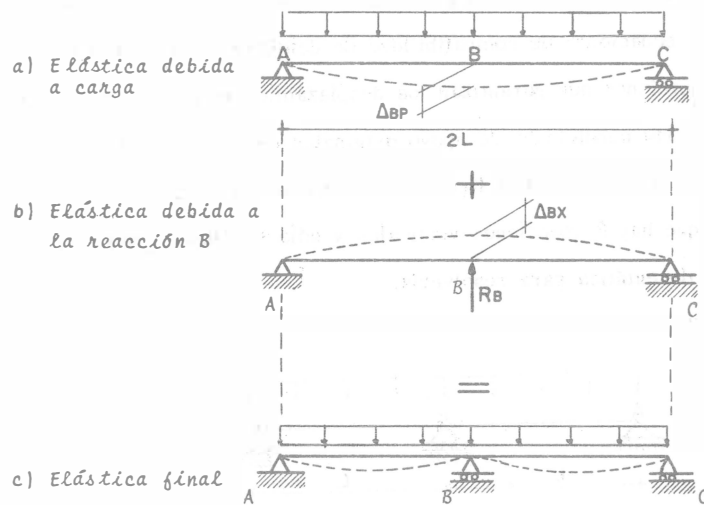 A B C
a) Elástica debida
a carga
ΔBP
2L
+
b) Elástica debida a
la reacción B
ΔBX
A B RB C
=
c) Elástica final
A B C